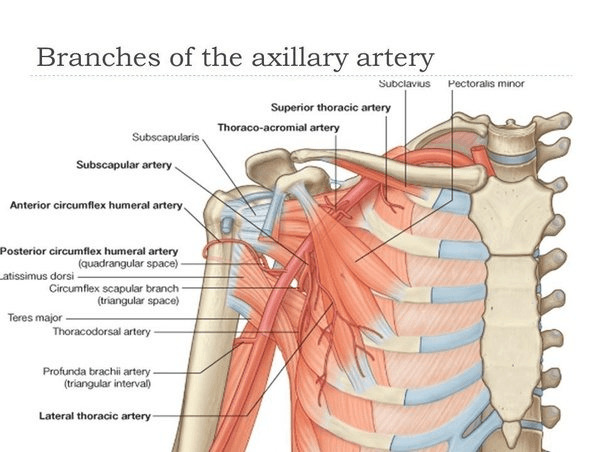 Branches of the axillary artery
Subclavius
Pectoralis minor
Superior thoracic artery
Thoraco-acromial artery
Subscapularis
Subscapular artery
Anterior circumflex humeral artery
Posterior circumflex humeral artery
(quadrangular space)
Latissimus dorsi
Circumflex scapular branch
(triangular space)
Teres major
Thoracodorsal artery
Profunda brachii artery
(triangular interval)
Lateral thoracic artery